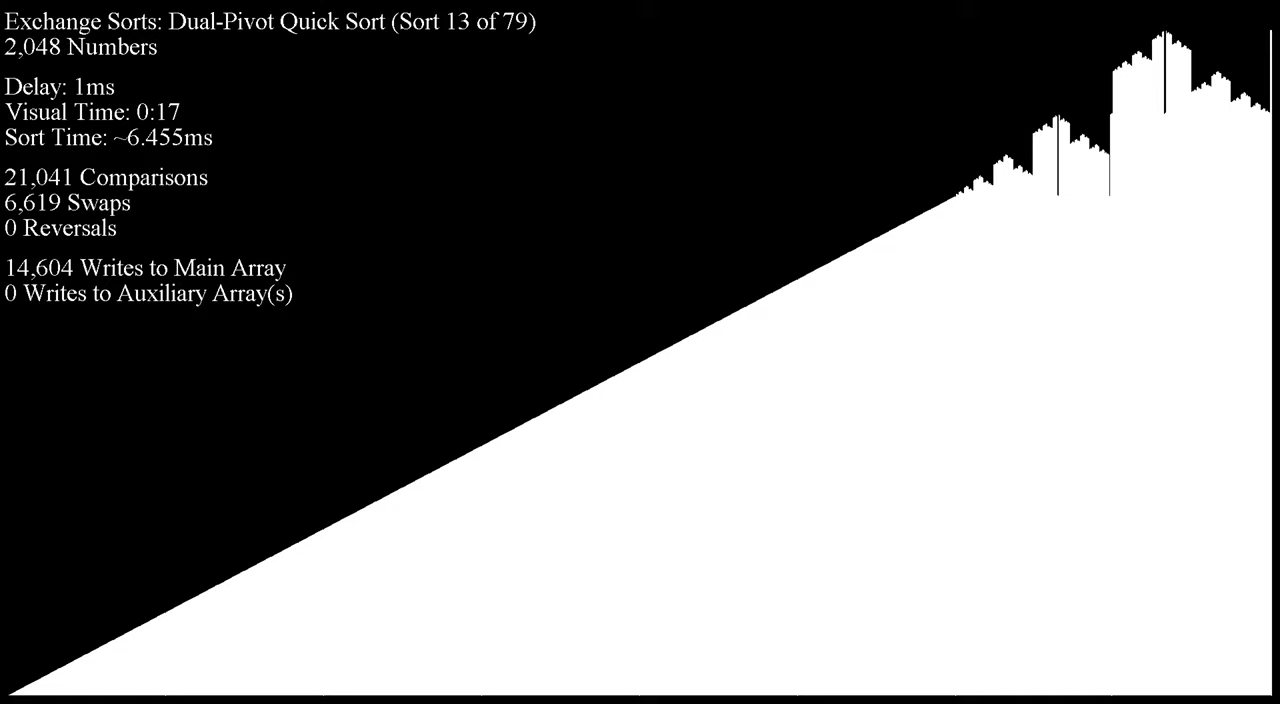 Exchange Sorts: Dual-Pivot Quick Sort (Sort 13 of 79)
2,048 Numbers
Delay: 1ms
Visual Time: 0:17
Sort Time: ~6.455ms
21,041 Comparisons
6,619 Swaps
0 Reversals
14,604 Writes to Main Array
0 Writes to Auxiliary Array(s)